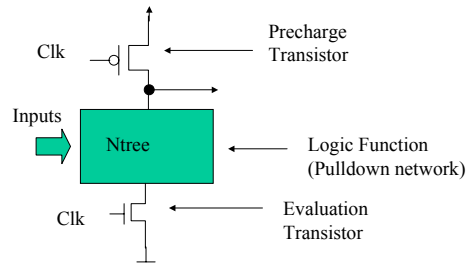 Clk
Precharge
Transistor
Inputs
Ntree
Logic Function
(Pulldown network)
Clk
Evaluation
Transistor